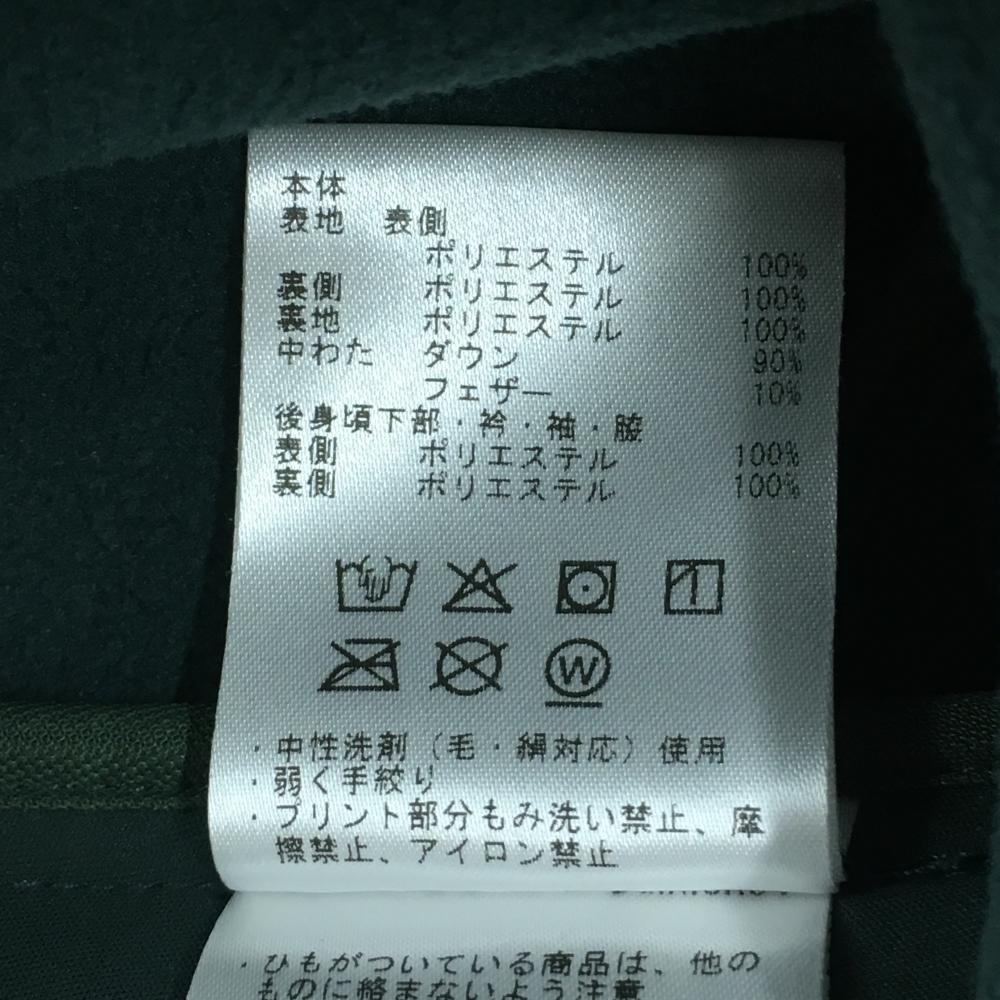 本体
表地 表側
ポリエステル 100%
裏側 ポリエステル 100%
裏地 ポリエステル 100%
中わた ダウン 90%
フェザー 10%
後身頃下部・衿・袖・脇
表側 ポリエステル 100%
裏側 ポリエステル 100%
W
・中性洗剤（毛・絹対応）使用
・弱く手絞り
・プリント部分もみ洗い禁止、摩
擦禁止、アイロン禁止
・ひもがついている商品は、他の
ものに絡まないよう注意